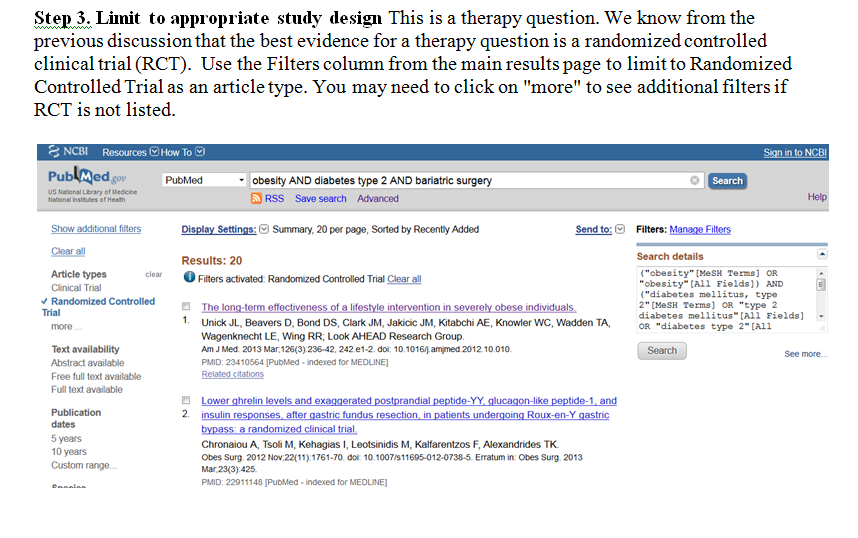 Step 3. Limit to appropriate study design This is a therapy question. We know from the
previous discussion that the best evidence for a therapy question is a randomized controlled
clinical trial (RCT). Use the Filters column from the main results page to limit to Randomized
Controlled Trial as an article type. You may need to click on "more" to see additional filters if
RCT is not listed.
NCBI Resources How To Sign in to NCBI
PubMed.gov
US National Library of Medicine
National Institutes of Health
PubMed obesity AND diabetes type 2 AND bariatric surgery Search
RSS Save search Advanced Help
Show additional filters
Clear all
Article types clear
Clinical Trial
✓ Randomized Controlled
Trial
more ...
Text availability
Abstract available
Free full text available
Full text available
Publication
dates
5 years
10 years
Custom range...
Species
Display Settings: Summary, 20 per page, Sorted by Recently Added Send to:
Results: 20
Filters activated: Randomized Controlled Trial Clear all
The long-term effectiveness of a lifestyle intervention in severely obese individuals.
1. Unick JL, Beavers D, Bond DS, Clark JM, Jakicic JM, Kitabchi AE, Knowler WC, Wadden TA,
Wagenknecht LE, Wing RR; Look AHEAD Research Group.
Am J Med. 2013 Mar;126(3):236-42, 242.e1-2. doi: 10.1016/j.amjmed.2012.10.010.
PMID: 23410564 [PubMed - indexed for MEDLINE]
Related citations
Lower ghrelin levels and exaggerated postprandial peptide-YY, glucagon-like peptide-1, and
2. insulin responses, after gastric fundus resection, in patients undergoing Roux-en-Y gastric
bypass: a randomized clinical trial.
Chronaiou A, Tsoli M, Kehagias I, Leotsinidis M, Kalfarentzos F, Alexandrides TK.
Obes Surg. 2012 Nov;22(11):1761-70. doi: 10.1007/s11695-012-0738-5. Erratum in: Obes Surg. 2013
Mar;23(3):425.
PMID: 22911148 [PubMed - indexed for MEDLINE]
Filters: Manage Filters
Search details
("obesity"[MeSH Terms] OR
"obesity"[All Fields]) AND
("diabetes mellitus, type
2"[MeSH Terms] OR "type 2
diabetes mellitus"[All Fields]
OR "diabetes type 2"[All
Search
See more...